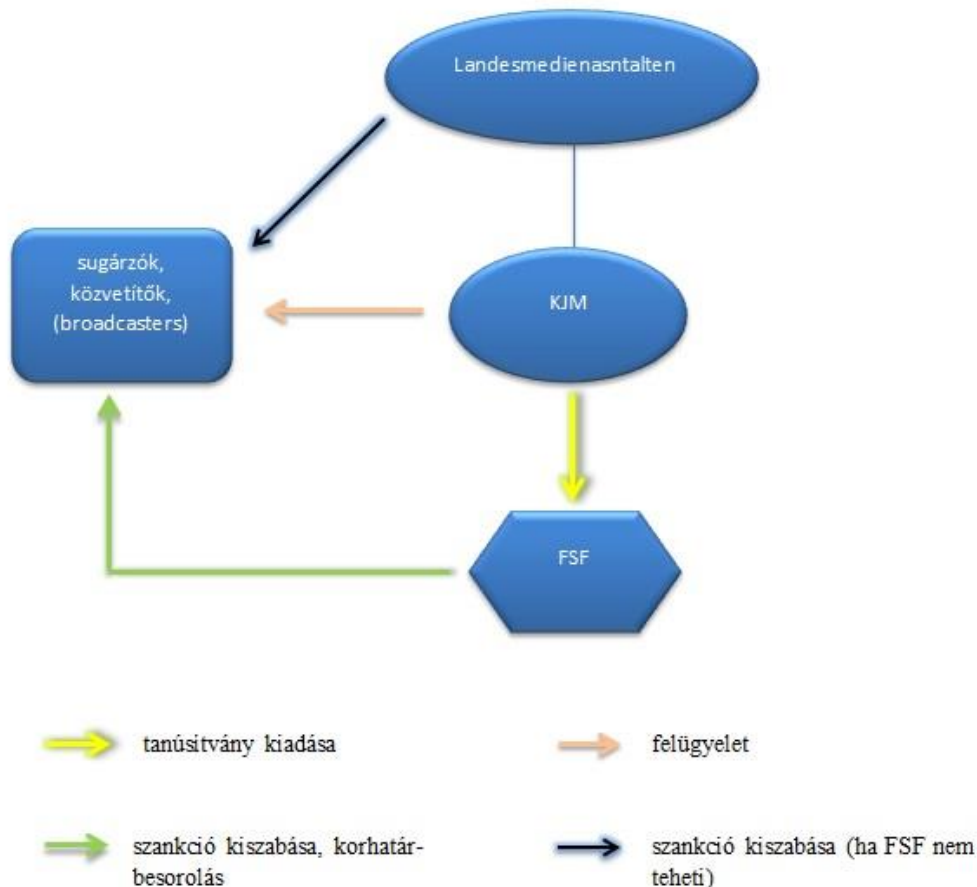 Landesmedienasntalten
sugárzók,
közvetítők,
(broadcasters)
KJM
FSF
tanúsítvány kiadása
felügyelet
szankció kiszabása, korhatár-
besorolás
szankció kiszabása (ha FSF nem
teheti)